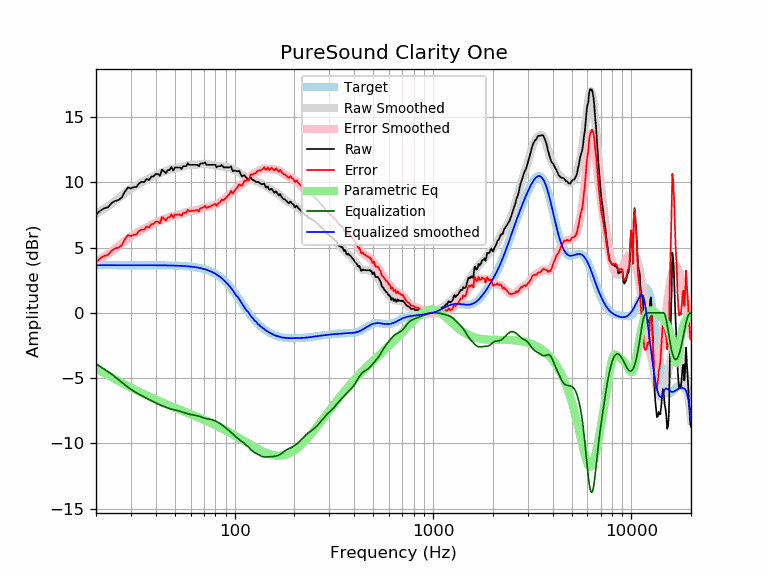 PureSound Clarity One
Target
Raw Smoothed
Error Smoothed
Raw
Error
Parametric Eq
Equalization
Equalized smoothed
Amplitude (dBr)
15
10
5
0
−5
−10
−15
100
1000
10000
Frequency (Hz)